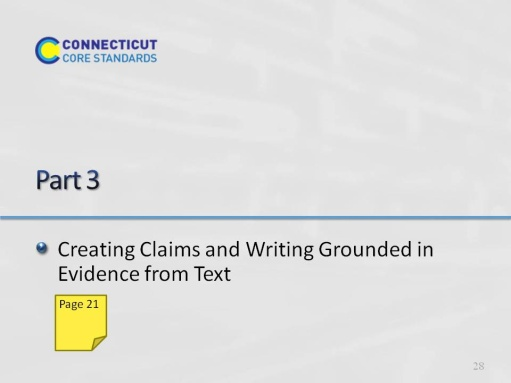 CONNECTICUT
CORE STANDARDS
Part 3
Creating Claims and Writing Grounded in
Evidence from Text
Page 21
28